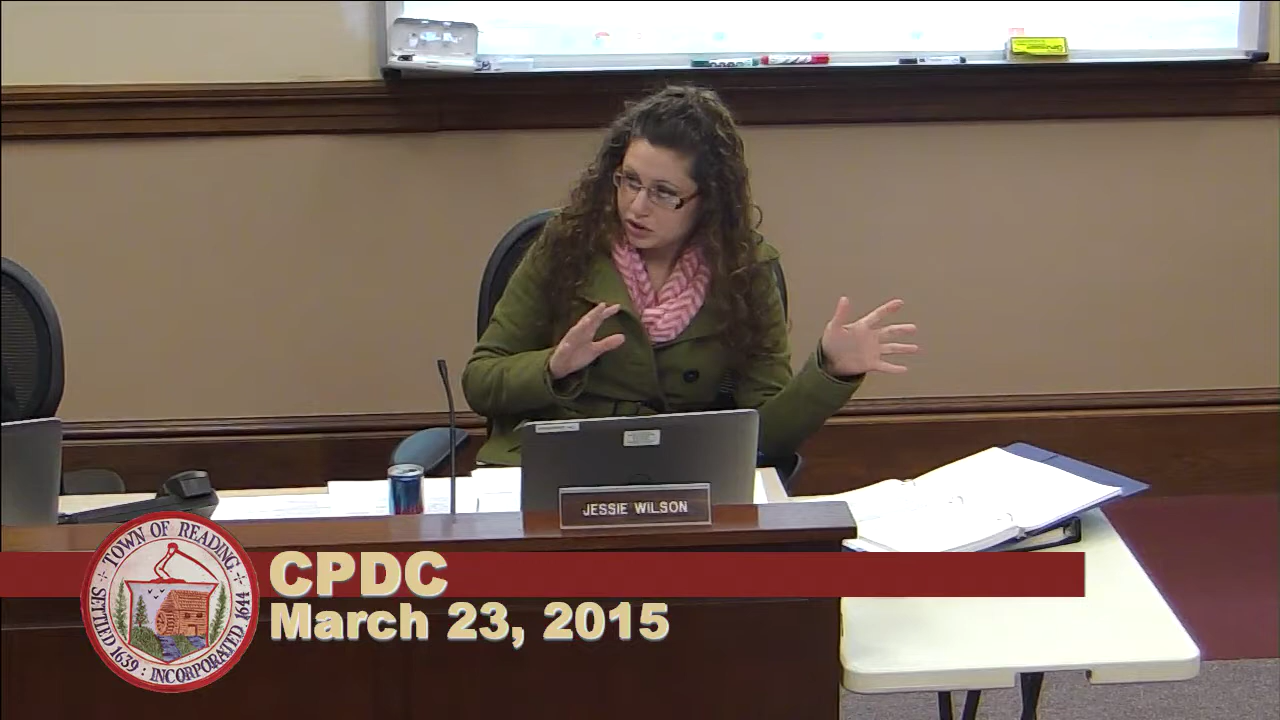 JESSIE WILSON
TOWN OF READING
SETTLED 1639 : INCORPORATED 1644
CPDC
March 23, 2015